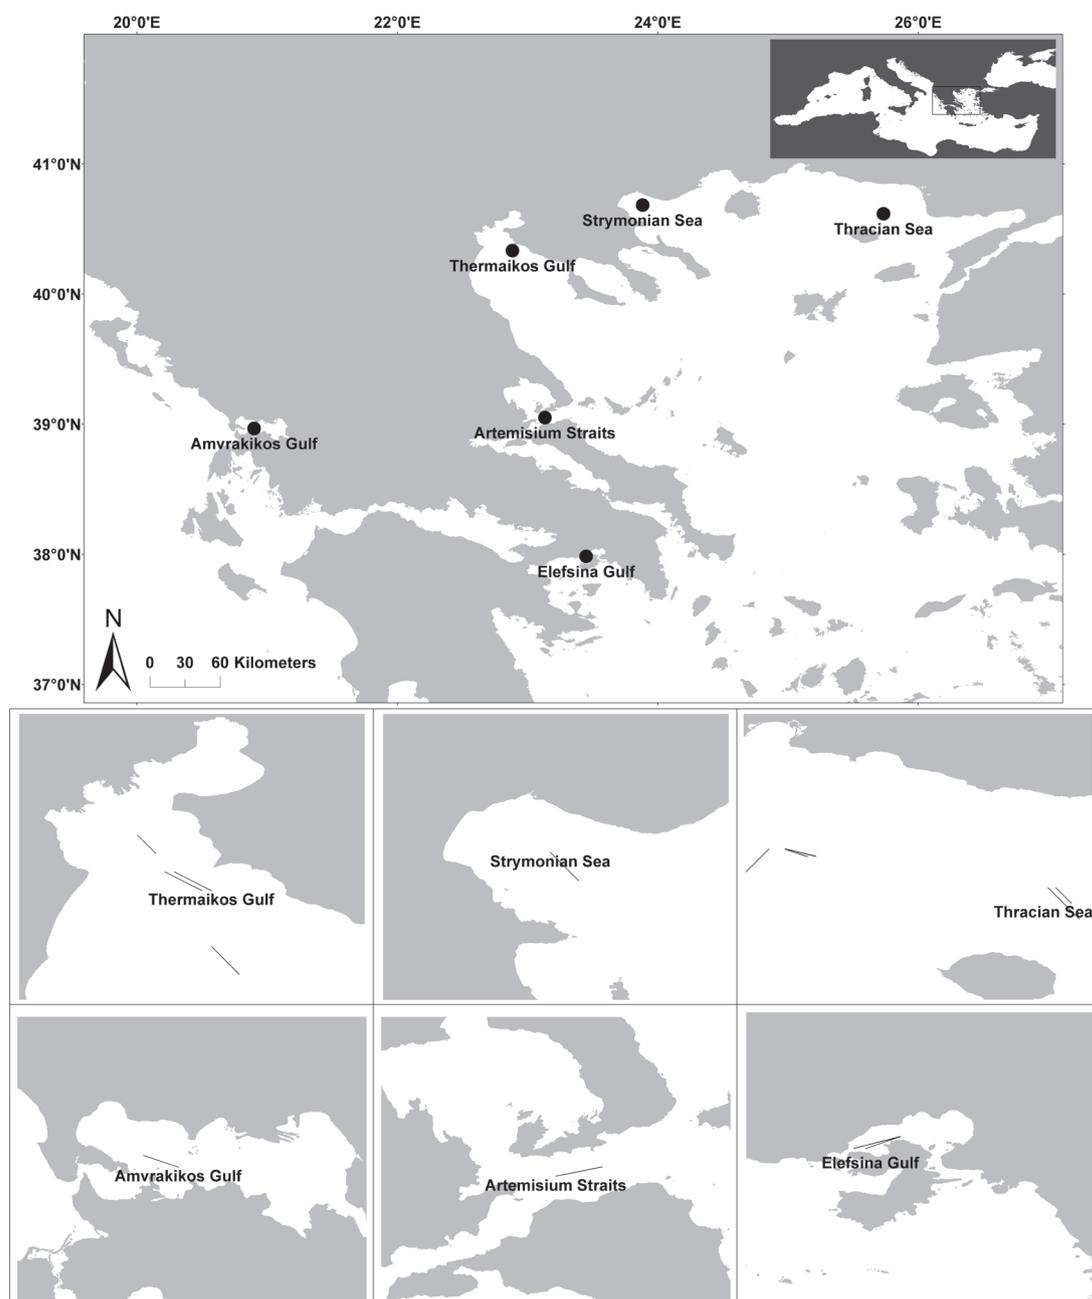 20°0'E 22°0'E 24°0'E 26°0'E
41°0'N
Strymonian Sea
Thracian Sea
Thermaikos Gulf
40°0'N
39°0'N
Artemisium Straits
Amvrakikos Gulf
38°0'N
Elefsina Gulf
N
0 30 60 Kilometers
37°0'N
Strymonian Sea
Thermaikos Gulf
Thracian Sea
Elefsina Gulf
Amvrakikos Gulf
Artemisium Straits